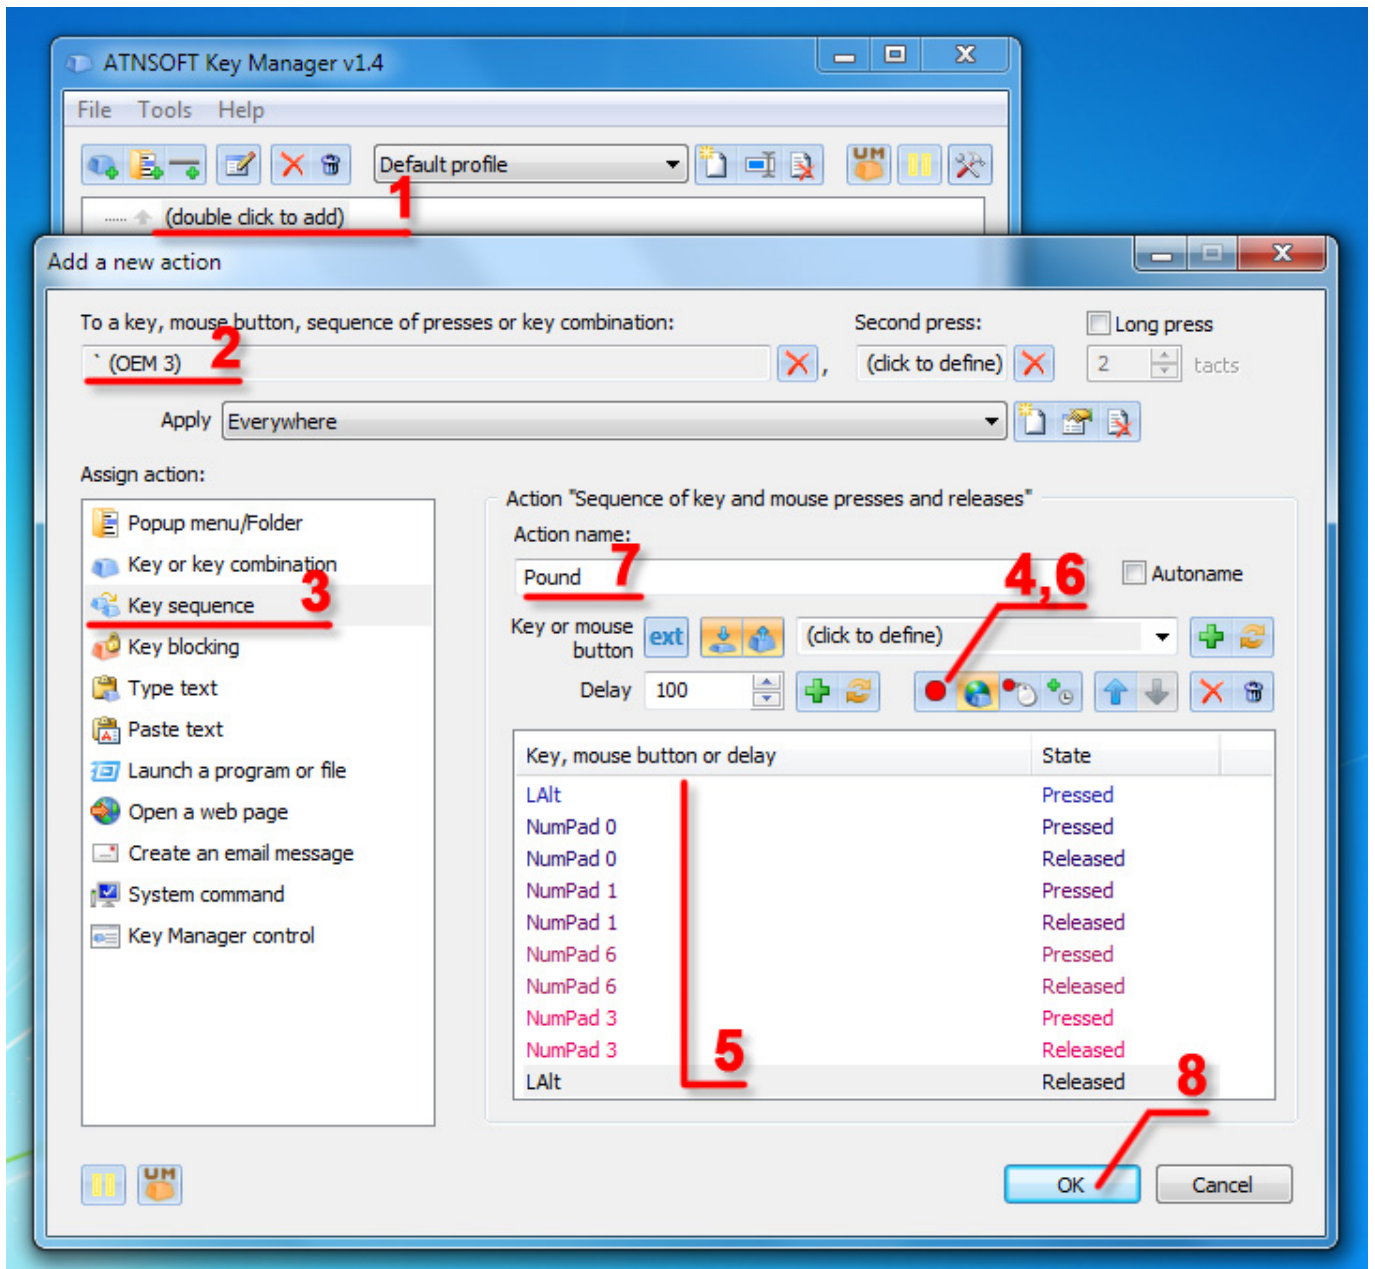 ATNSOFT Key Manager v1.4
File Tools Help
UM
Default profile
1
(double click to add)
Add a new action
To a key, mouse button, sequence of presses or key combination:
Second press:
Long press
2
` (OEM 3)
,
(click to define)
2
tacts
Apply
Everywhere
Assign action:
Popup menu/Folder
Key or key combination
Key sequence
3
Key blocking
Type text
Paste text
Launch a program or file
Open a web page
Create an email message
System command
Key Manager control
Action "Sequence of key and mouse presses and releases"
Action name:
7
Pound
4,6
Autoname
Key or mouse
button
ext
(click to define)
Delay
100
Key, mouse button or delay State
LAlt Pressed
NumPad 0 Pressed
NumPad 0 Released
NumPad 1 Pressed
NumPad 1 Released
NumPad 6 Pressed
NumPad 6 Released
NumPad 3 Pressed
NumPad 3 Released
LAlt Released
5
8
UM
OK
Cancel